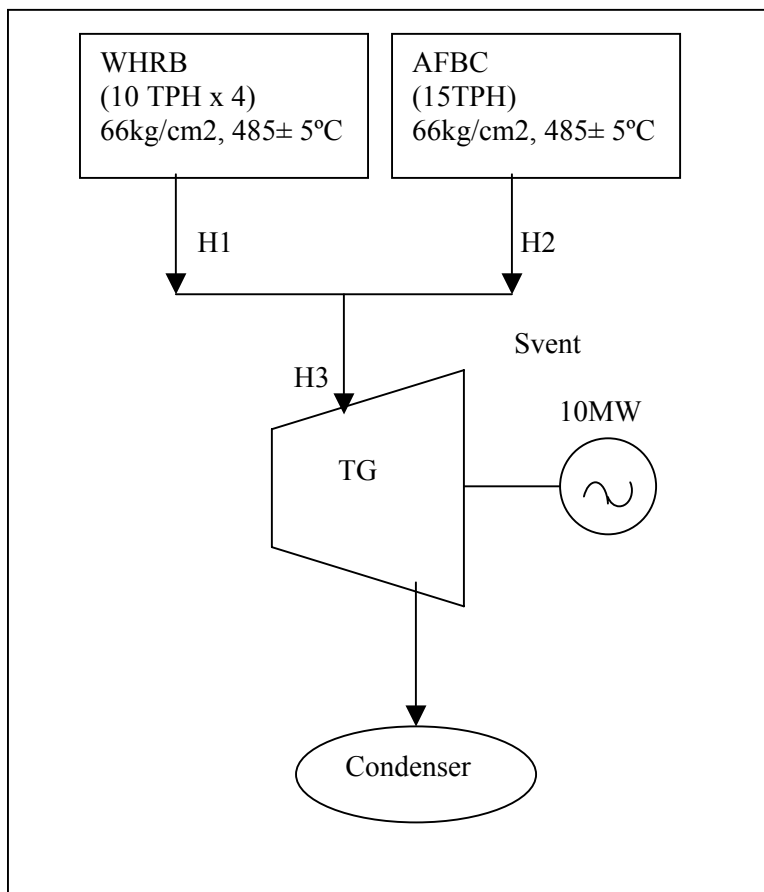 WHRB
(10 TPH x 4)
66kg/cm2, 485± 5ºC
AFBC
(15TPH)
66kg/cm2, 485± 5ºC
H1
H2
Svent
H3
10MW
TG
Condenser